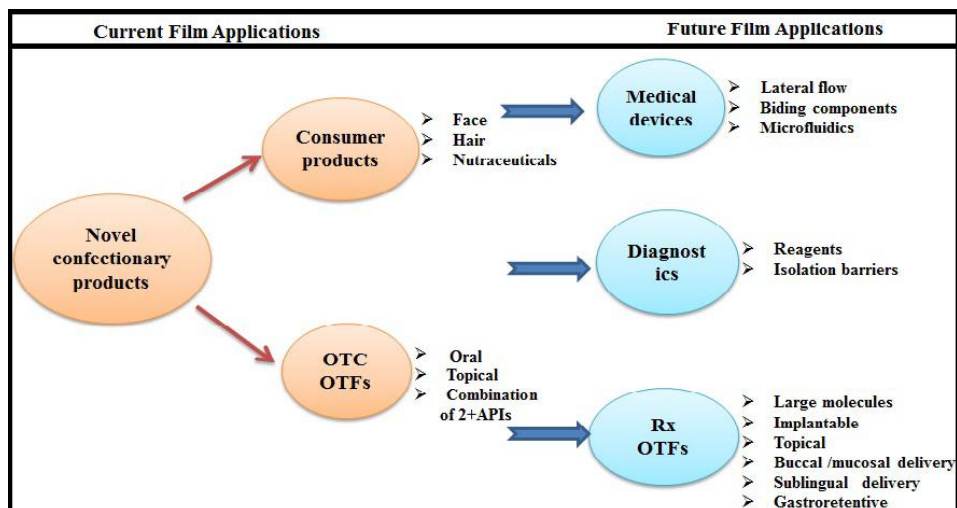 Current Film Applications
Future Film Applications
Novel
confectionary
products
Consumer
products
➢ Face
➢ Hair
➢ Nutraceuticals
OTC
OTFs
➢ Oral
➢ Topical
➢ Combination
of 2+APIs
Medical
devices
➢ Lateral flow
➢ Biding components
➢ Microfluidics
Diagnost
ics
➢ Reagents
➢ Isolation barriers
Rx
OTFs
➢ Large molecules
➢ Implantable
➢ Topical
➢ Buccal /mucosal delivery
➢ Sublingual delivery
➢ Gastroretentive